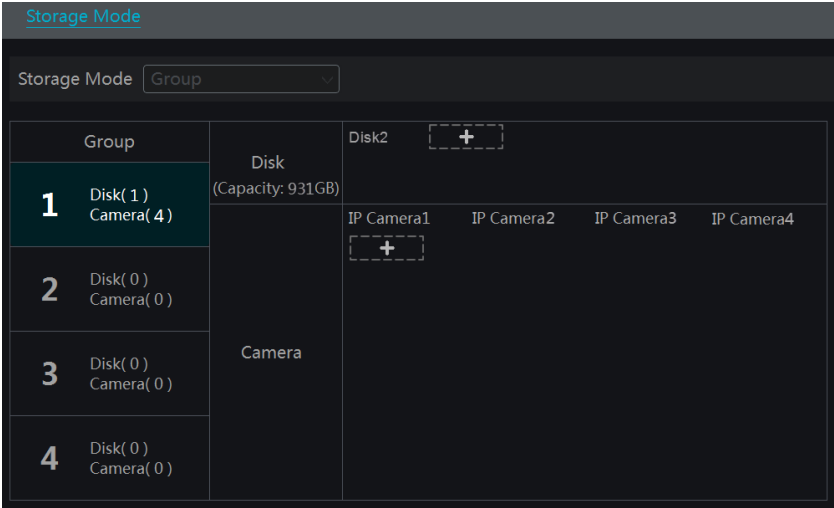 Storage Mode
Storage Mode Group
Group
1
Disk( 1 )
Camera( 4 )
2
Disk( 0 )
Camera( 0 )
3
Disk( 0 )
Camera( 0 )
4
Disk( 0 )
Camera( 0 )
Disk
(Capacity: 931GB)
Disk2 +
Camera
IP Camera1 IP Camera2 IP Camera3 IP Camera4
+